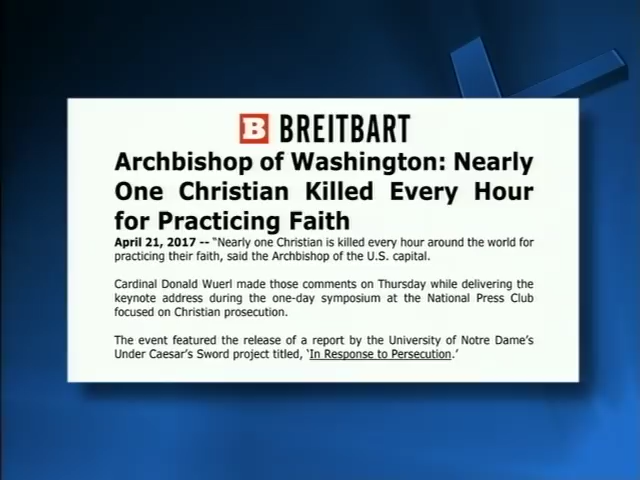 B BREITBART
Archbishop of Washington: Nearly
One Christian Killed Every Hour
for Practicing Faith
April 21, 2017 -- “Nearly one Christian is killed every hour around the world for
practicing their faith, said the Archbishop of the U.S. capital.
Cardinal Donald Wuerl made those comments on Thursday while delivering the
keynote address during the one-day symposium at the National Press Club
focused on Christian prosecution.
The event featured the release of a report by the University of Notre Dame’s
Under Caesar’s Sword project titled, ‘In Response to Persecution.’